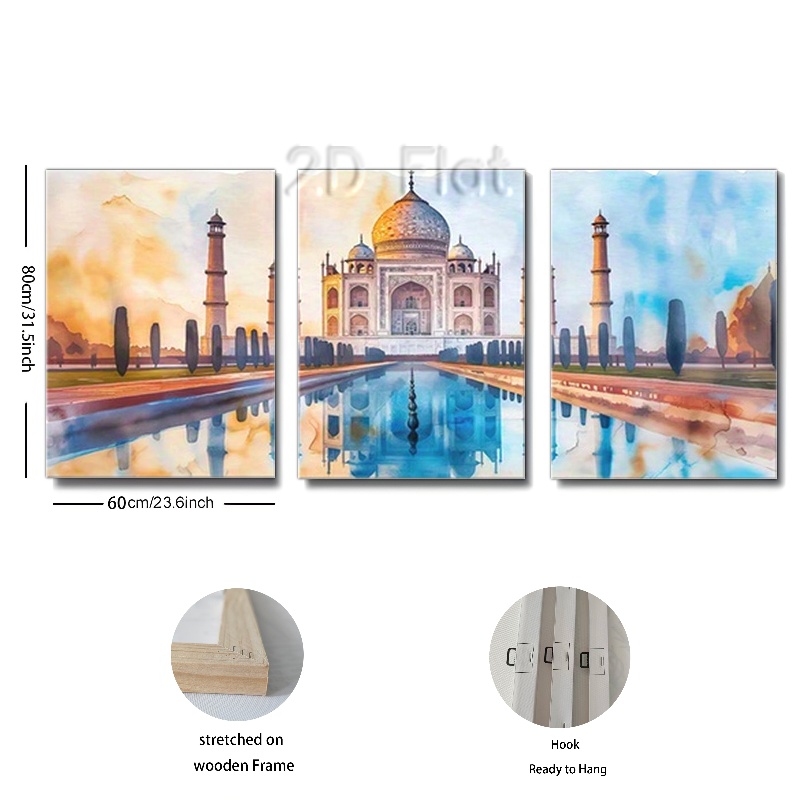 2D Flat
80cm/31.5inch
60cm/23.6inch
stretched on
wooden Frame
Hook
Ready to Hang